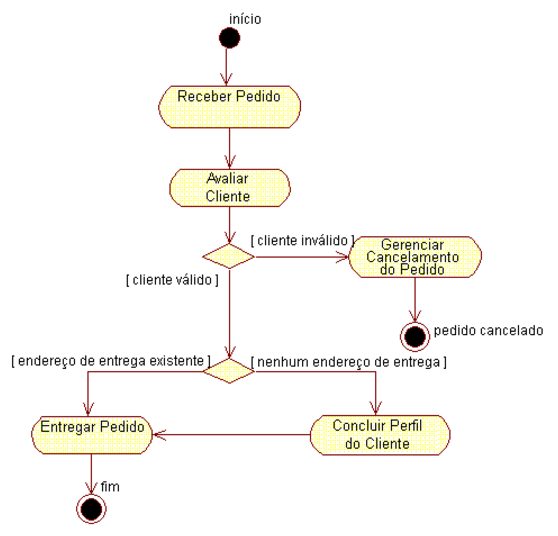 início
Receber Pedido
Avaliar
Cliente
[ cliente inválido ]
Gerenciar
Cancelamento
do Pedido
[ cliente válido ]
pedido cancelado
[ endereço de entrega existente ]
[ nenhum endereço de entrega ]
Entregar Pedido
Concluir Perfil
do Cliente
fim